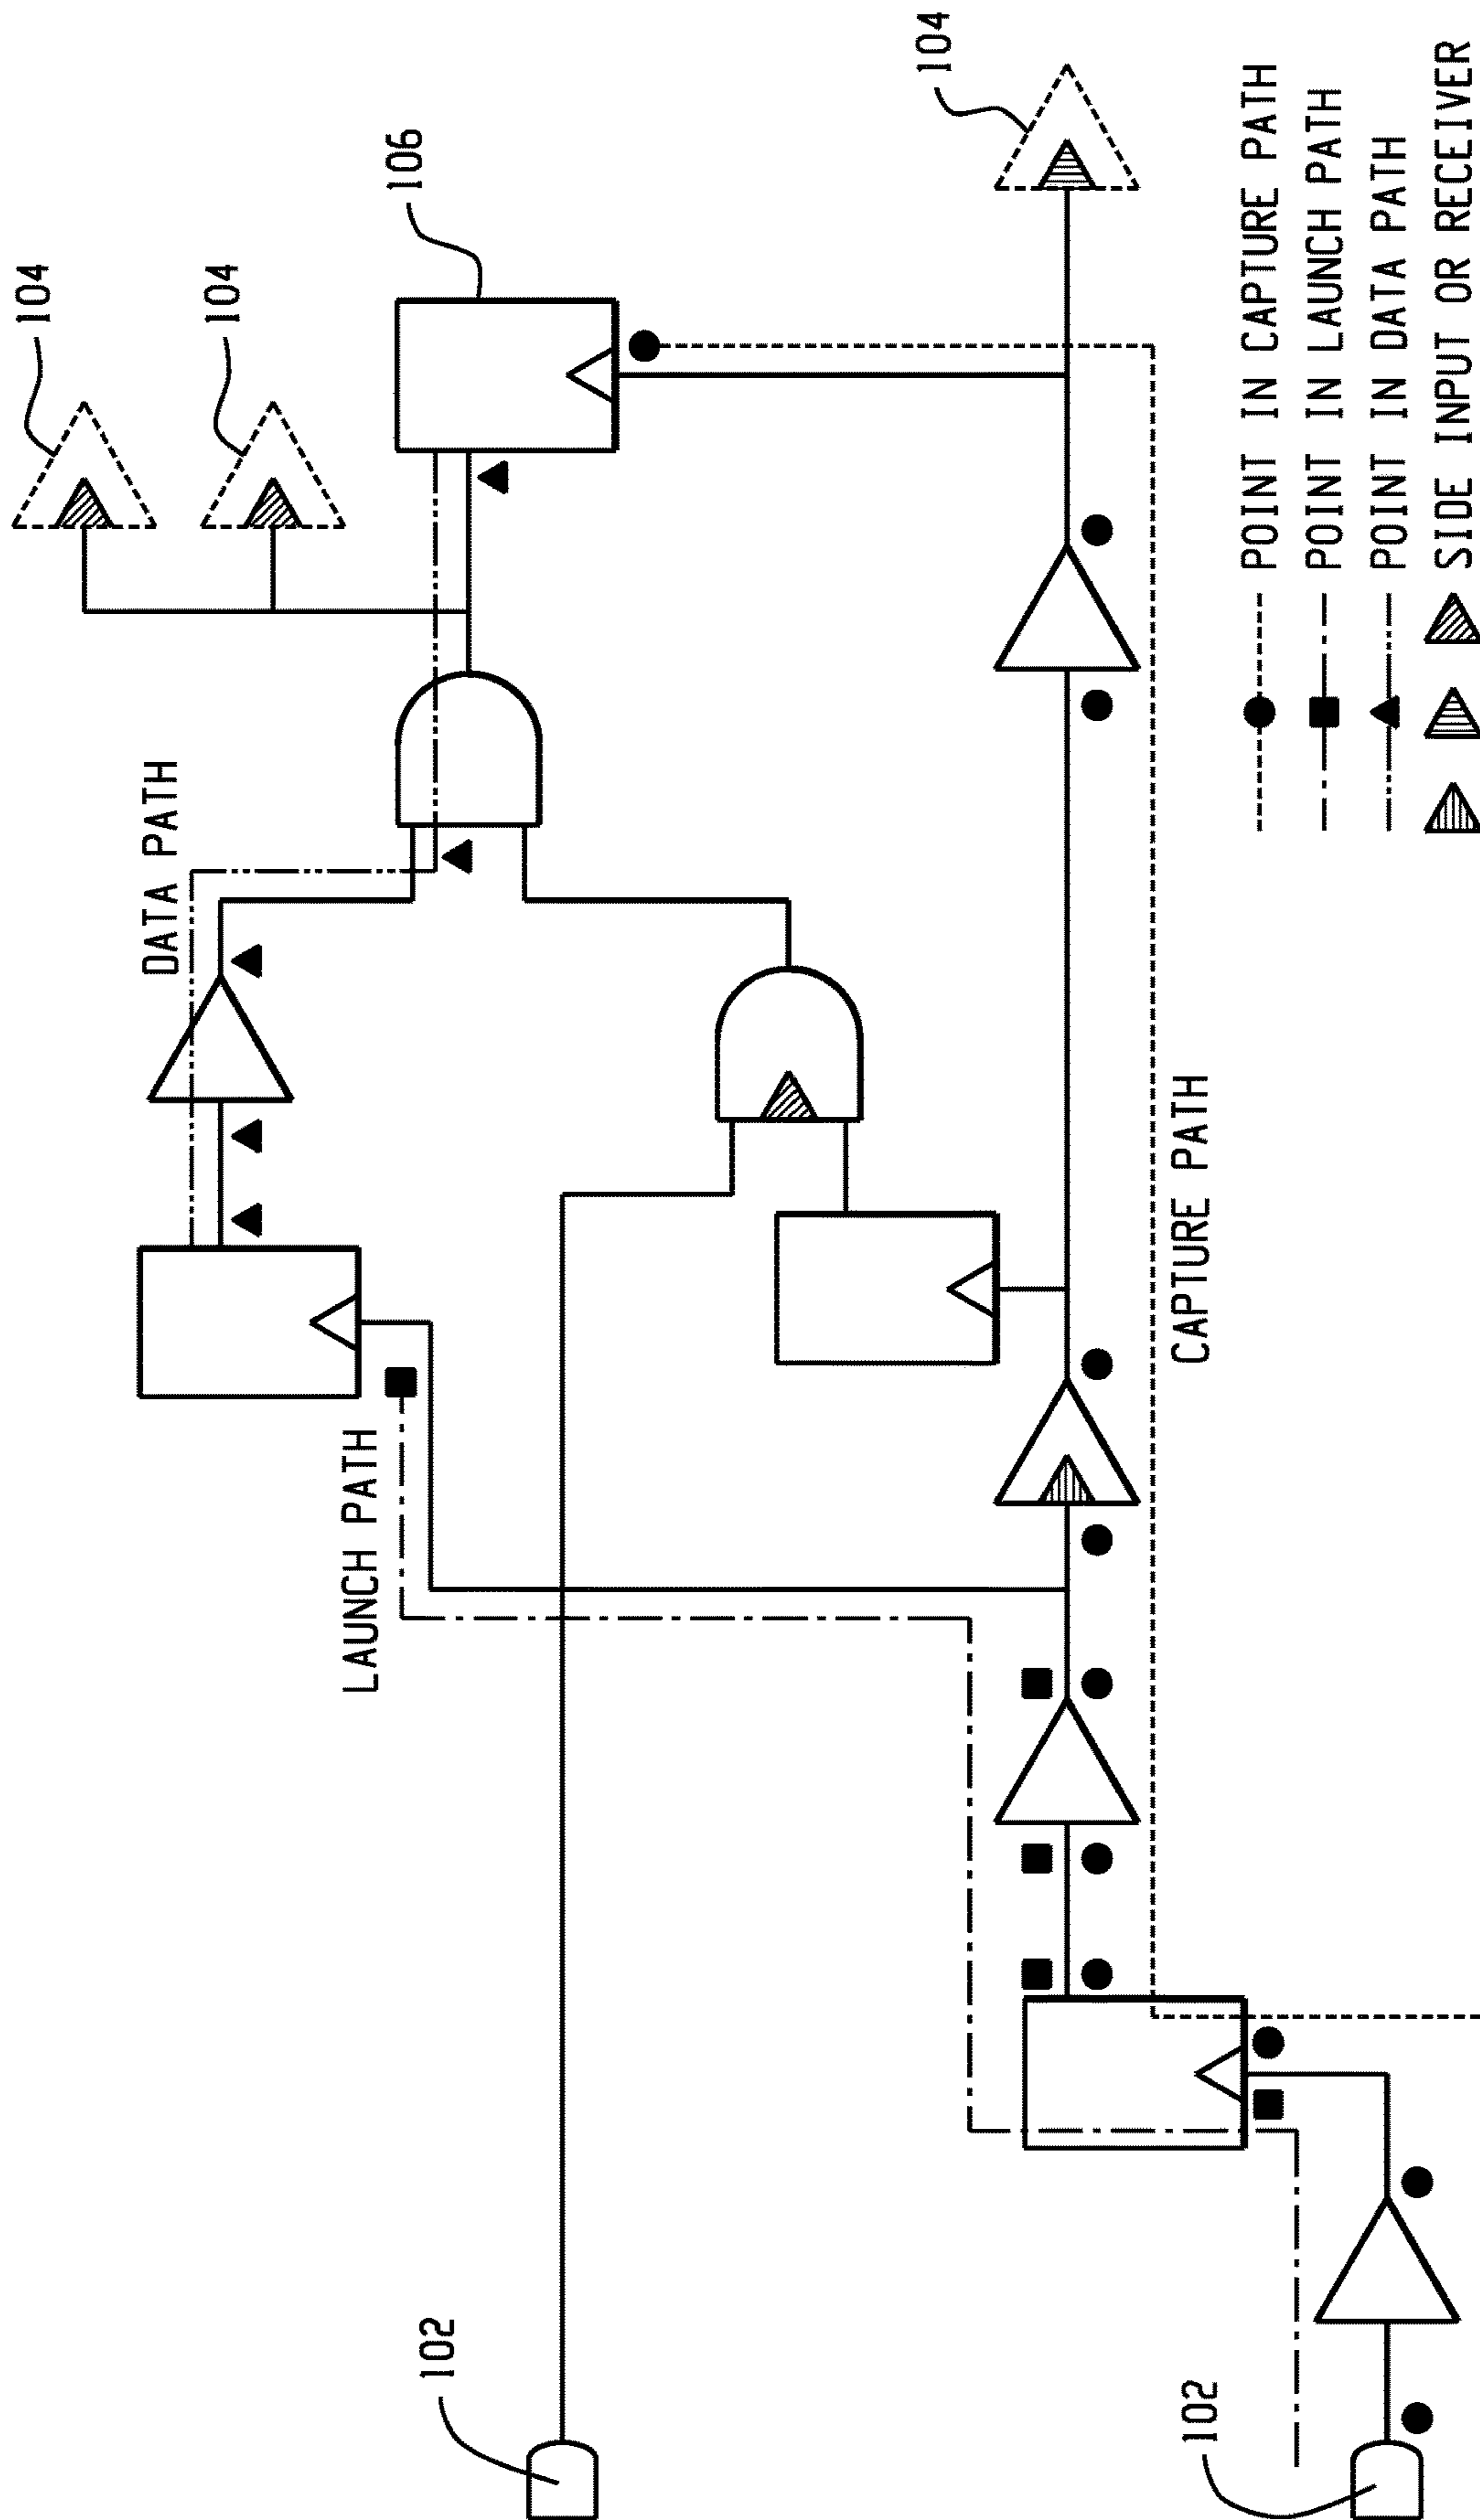 104
104
104
106
DATA PATH
LAUNCH PATH
CAPTURE PATH
102
102
POINT IN CAPTURE PATH
POINT IN LAUNCH PATH
POINT IN DATA PATH
SIDE INPUT OR RECEIVER